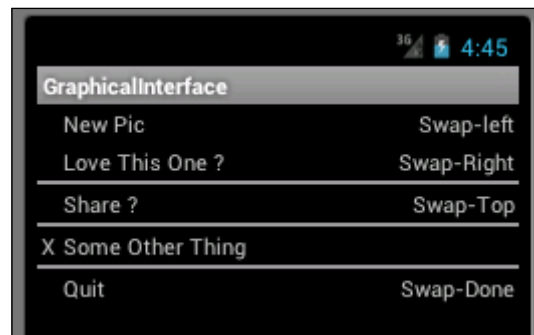 3G 4:45
GraphicalInterface
New Pic Swap-left
Love This One ? Swap-Right
Share ? Swap-Top
X Some Other Thing
Quit Swap-Done